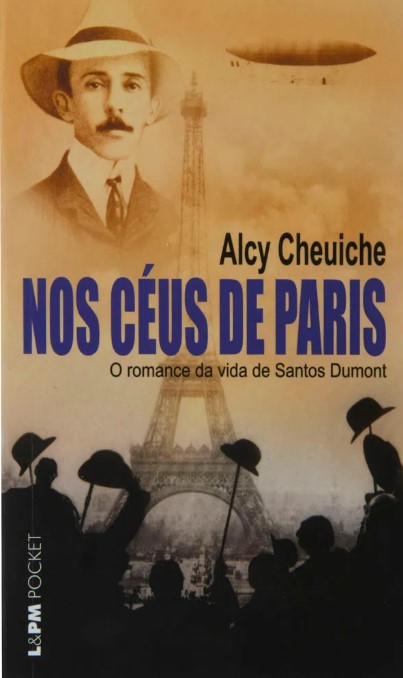 Alcy Cheuiche
NOS CÉUS DE PARIS
O romance da vida de Santos Dumont
L&PM POCKET